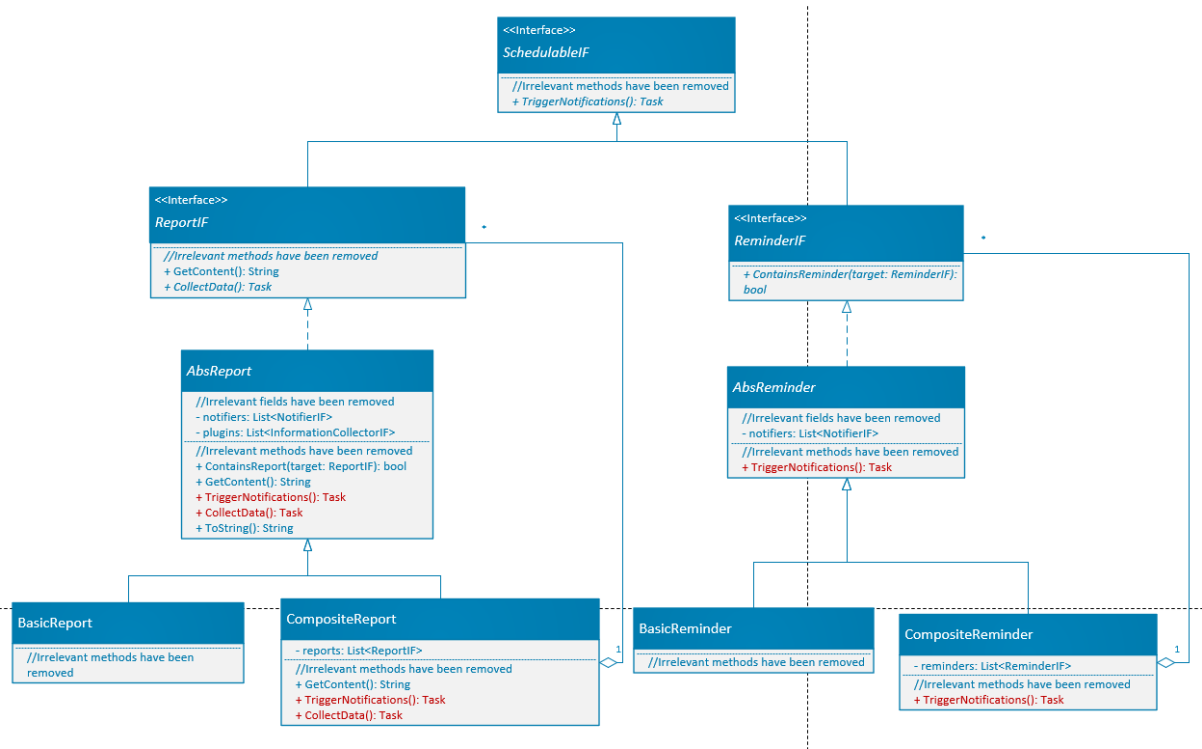 <<Interface>>
SchedulableIF
//Irrelevant methods have been removed
+ TriggerNotifications(): Task
<<Interface>>
ReportIF
//Irrelevant methods have been removed
+ GetContent(): String
+ CollectData(): Task
*
<<Interface>>
ReminderIF
+ ContainsReminder(target: ReminderIF):
bool
*
AbsReport
//Irrelevant fields have been removed
- notifiers: List<NotifierIF>
- plugins: List<InformationCollectorIF>
//Irrelevant methods have been removed
+ ContainsReport(target: ReportIF): bool
+ GetContent(): String
+ TriggerNotifications(): Task
+ CollectData(): Task
+ ToString(): String
AbsReminder
//Irrelevant fields have been removed
- notifiers: List<NotifierIF>
//Irrelevant methods have been removed
+ TriggerNotifications(): Task
BasicReport
//Irrelevant methods have been
removed
CompositeReport
- reports: List<ReportIF>
//Irrelevant methods have been removed
+ GetContent(): String
+ TriggerNotifications(): Task
+ CollectData(): Task
1
BasicReminder
//Irrelevant methods have been removed
CompositeReminder
- reminders: List<ReminderIF>
//Irrelevant methods have been removed
+ TriggerNotifications(): Task
1